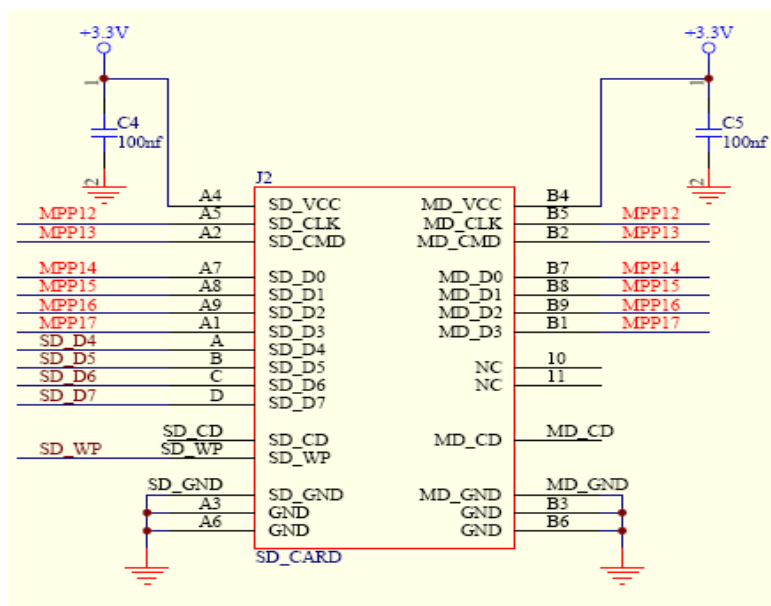 +3.3V +3.3V
1 1
C4 C5
100nf 100nf
2 2
J2
A4 SD_VCC MD_VCC B4
MPP12 A5 SD_CLK MD_CLK B5 MPP12
MPP13 A2 SD_CMD MD_CMD B2 MPP13
MPP14 A7 SD_D0 MD_D0 B7 MPP14
MPP15 A8 SD_D1 MD_D1 B8 MPP15
MPP16 A9 SD_D2 MD_D2 B9 MPP16
MPP17 A1 SD_D3 MD_D3 B1 MPP17
SD_D4 A SD_D4
SD_D5 B SD_D5 NC 10
SD_D6 C SD_D6 NC 11
SD_D7 D SD_D7
SD_CD SD_CD MD_CD MD_CD
SD_WP SD_WP SD_WP
SD_GND SD_GND MD_GND MD_GND
A3 GND GND B3
A6 GND GND B6
SD_CARD